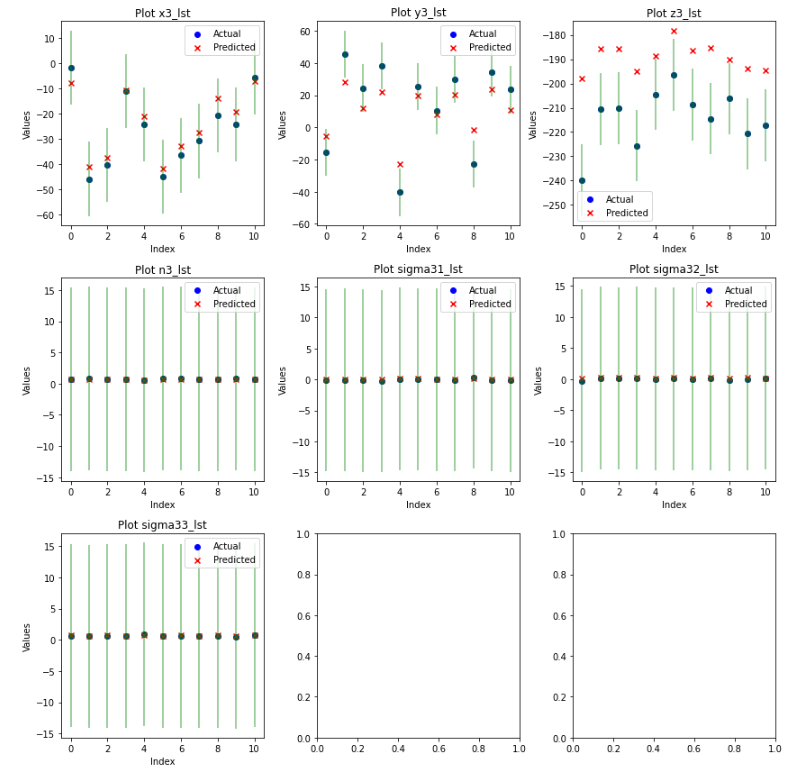 Plot x3_lst
10
0
−10
−20
−30
−40
−50
−60
Values
0 2 4 6 8 10
Index
Actual
Predicted
Plot y3_lst
60
40
20
0
−20
−40
−60
Values
0 2 4 6 8 10
Index
Actual
Predicted
Plot z3_lst
−180
−190
−200
−210
−220
−230
−240
−250
Values
0 2 4 6 8 10
Index
Actual
Predicted
Plot n3_lst
15
10
5
0
−5
−10
−15
Values
0 2 4 6 8 10
Index
Actual
Predicted
Plot sigma31_lst
15
10
5
0
−5
−10
−15
Values
0 2 4 6 8 10
Index
Actual
Predicted
Plot sigma32_lst
15
10
5
0
−5
−10
−15
Values
0 2 4 6 8 10
Index
Actual
Predicted
Plot sigma33_lst
15
10
5
0
−5
−10
−15
Values
0 2 4 6 8 10
Index
Actual
Predicted
1.0
0.8
0.6
0.4
0.2
0.0
0.0 0.2 0.4 0.6 0.8 1.0
1.0
0.8
0.6
0.4
0.2
0.0
0.0 0.2 0.4 0.6 0.8 1.0